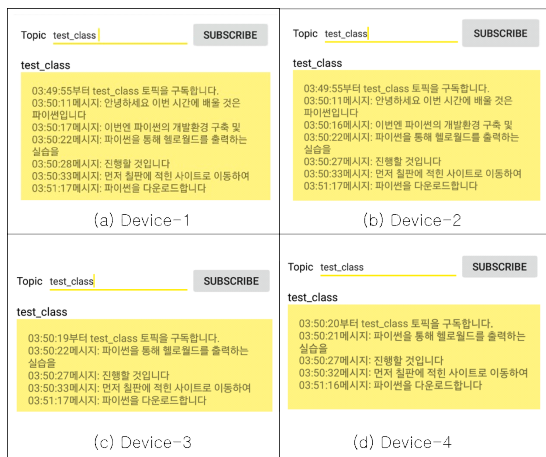 Topic test_class SUBSCRIBE
test_class
03:49:55부터 test_class 토픽을 구독합니다.
03:50:11메시지: 안녕하세요 이번 시간에 배울 것은
파이썬입니다
03:50:17메시지: 이번엔 파이썬의 개발환경 구축 및
03:50:22메시지: 파이썬을 통해 헬로월드를 출력하는
실습을
03:50:28메시지: 진행할 것입니다
03:50:33메시지: 먼저 칠판에 적힌 사이트로 이동하여
03:51:17메시지: 파이썬을 다운로드합니다
(a) Device-1
Topic test_class SUBSCRIBE
test_class
03:49:55부터 test_class 토픽을 구독합니다.
03:50:11메시지: 안녕하세요 이번 시간에 배울 것은
파이썬입니다
03:50:16메시지: 이번엔 파이썬의 개발환경 구축 및
03:50:22메시지: 파이썬을 통해 헬로월드를 출력하는
실습을
03:50:27메시지: 진행할 것입니다
03:50:33메시지: 먼저 칠판에 적힌 사이트로 이동하여
03:51:17메시지: 파이썬을 다운로드합니다
(b) Device-2
Topic test_class SUBSCRIBE
test_class
03:50:19부터 test_class 토픽을 구독합니다.
03:50:22메시지: 파이썬을 통해 헬로월드를 출력하는
실습을
03:50:27메시지: 진행할 것입니다
03:50:33메시지: 먼저 칠판에 적힌 사이트로 이동하여
03:51:17메시지: 파이썬을 다운로드합니다
(c) Device-3
Topic test_class SUBSCRIBE
test_class
03:50:20부터 test_class 토픽을 구독합니다.
03:50:21메시지: 파이썬을 통해 헬로월드를 출력하는
실습을
03:50:27메시지: 진행할 것입니다
03:50:32메시지: 먼저 칠판에 적힌 사이트로 이동하여
03:51:16메시지: 파이썬을 다운로드합니다
(d) Device-4